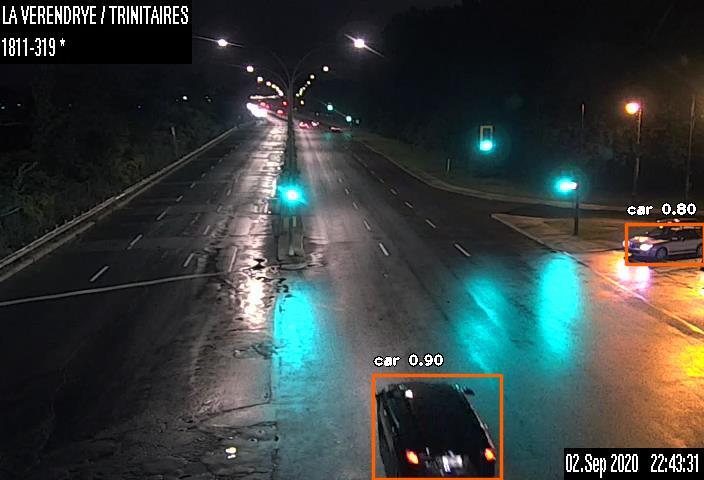 LA VERENDRYE / TRINITAIRES
1811-319 *
car 0.80
car 0.90
02.Sep 2020 22:43:31